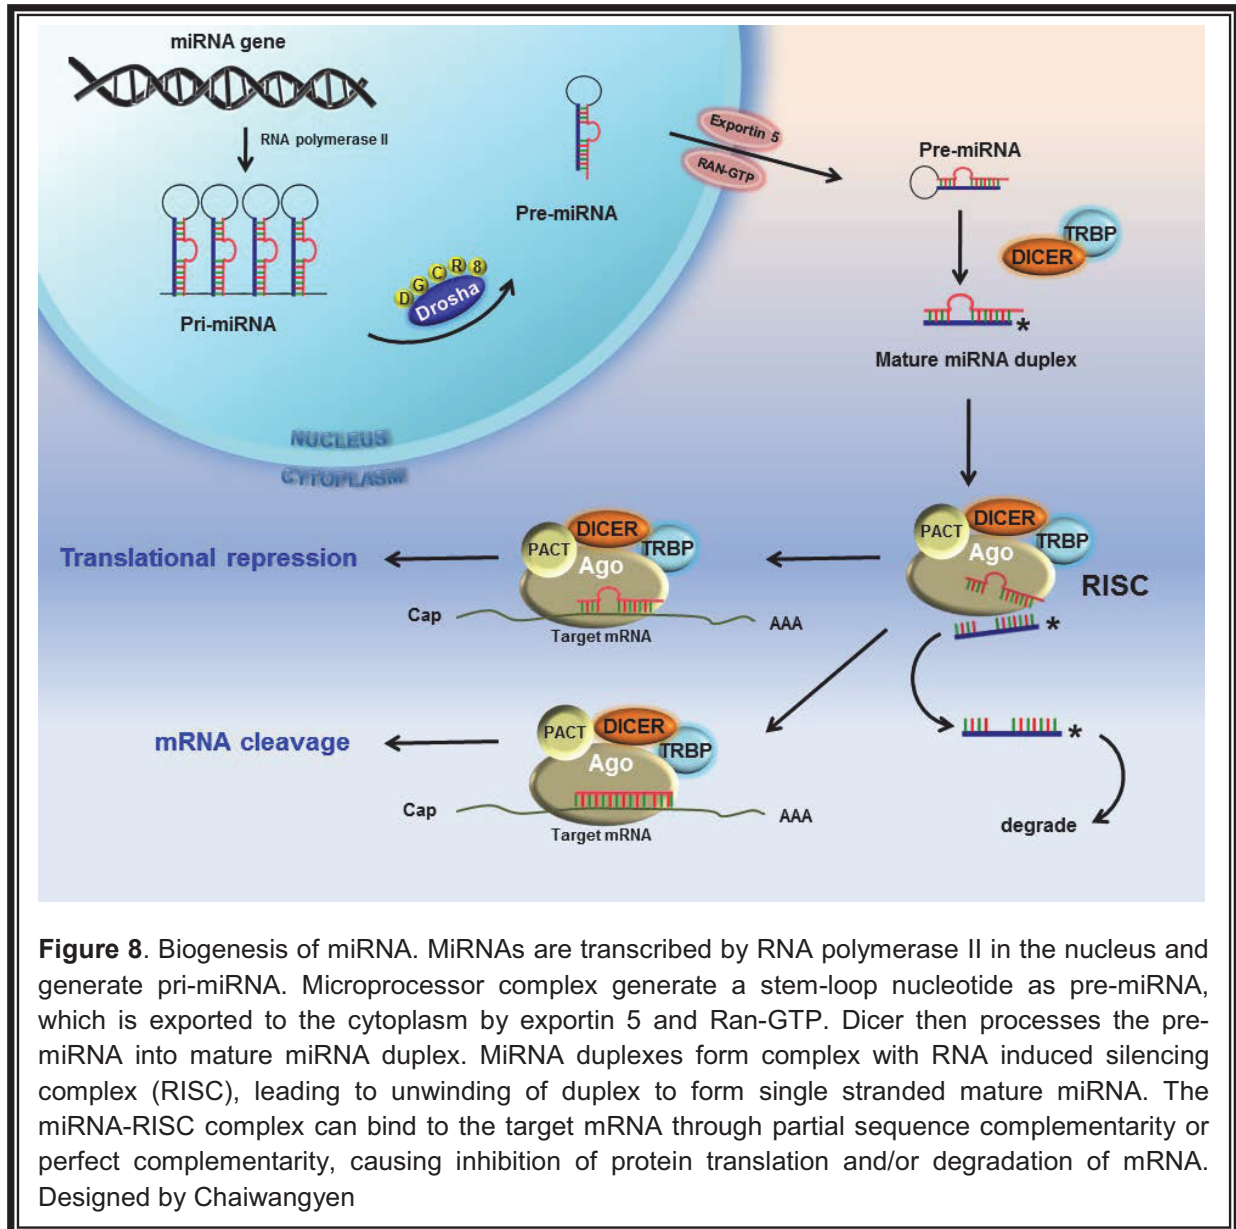 miRNA gene
RNA polymerase II
Pri-miRNA
D G C R 8
Drosha
Pre-miRNA
Exportin 5
RAN-GTP
Pre-miRNA
TRBP
DICER
*
Mature miRNA duplex
NUCLEUS
CYTOPLASM
PACT
DICER
TRBP
Ago
RISC
*
*
degrade
Translational repression
PACT
DICER
TRBP
Ago
Cap
Target mRNA
AAA
mRNA cleavage
PACT
DICER
TRBP
Ago
Cap
Target mRNA
AAA
Figure 8. Biogenesis of miRNA. MiRNAs are transcribed by RNA polymerase II in the nucleus and
generate pri-miRNA. Microprocessor complex generate a stem-loop nucleotide as pre-miRNA,
which is exported to the cytoplasm by exportin 5 and Ran-GTP. Dicer then processes the pre-
miRNA into mature miRNA duplex. MiRNA duplexes form complex with RNA induced silencing
complex (RISC), leading to unwinding of duplex to form single stranded mature miRNA. The
miRNA-RISC complex can bind to the target mRNA through partial sequence complementarity or
perfect complementarity, causing inhibition of protein translation and/or degradation of mRNA.
Designed by Chaiwangyen